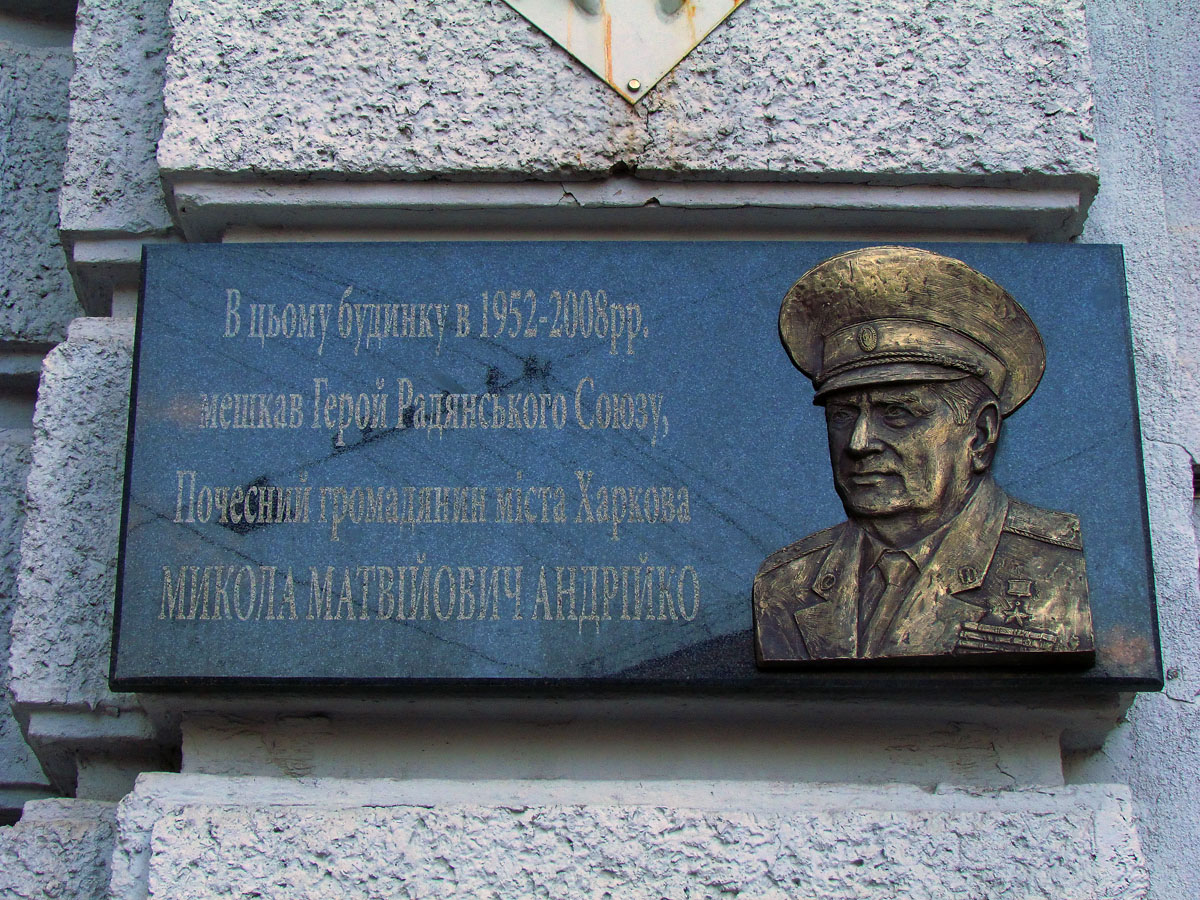 В цьому будинку в 1952-2008рр.
мешкав Герой Радянського Союзу,
Почесний громадянин міста Харкова
МИКОЛА МАТВІЙОВИЧ АНДРІЙКО